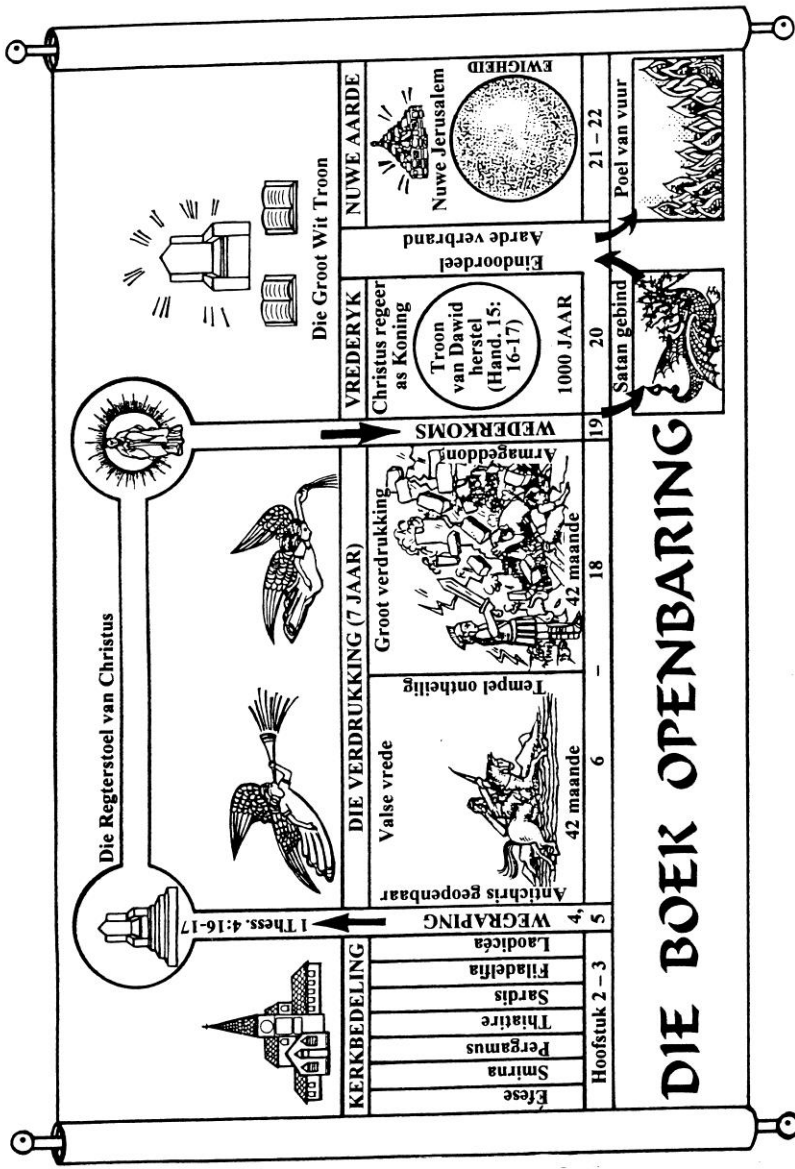 Die Regterstoel van Christus
1 Thess. 4:16-17
Die Groot Wit Troon
KERKBEDELING
DIE VERDRUKKING (7 JAAR)
VREDERYK
NUWE AARDE
Éfese
Smirna
Pergamus
Thiatire
Sardis
Filadelfia
Laodicéa
WEGRAPING
Antichris geopenbaar
Valse vrede
42 maande
Tempel ontheilig
Groot verdrukking
42 maande
Armageddon
WEDERKOMS
Christus regeer
as Koning
Troon
van Dawid
herstel
(Hand. 15:
16-17)
1000 JAAR
Eindoordeel
Aarde verbrand
Nuwe Jerusalem
EWIGHEID
Hoofstuk 2 – 3
4,
5
6 – 18
19
20
21 – 22
Satan gebind
Poel van vuur
DIE BOEK OPENBARING